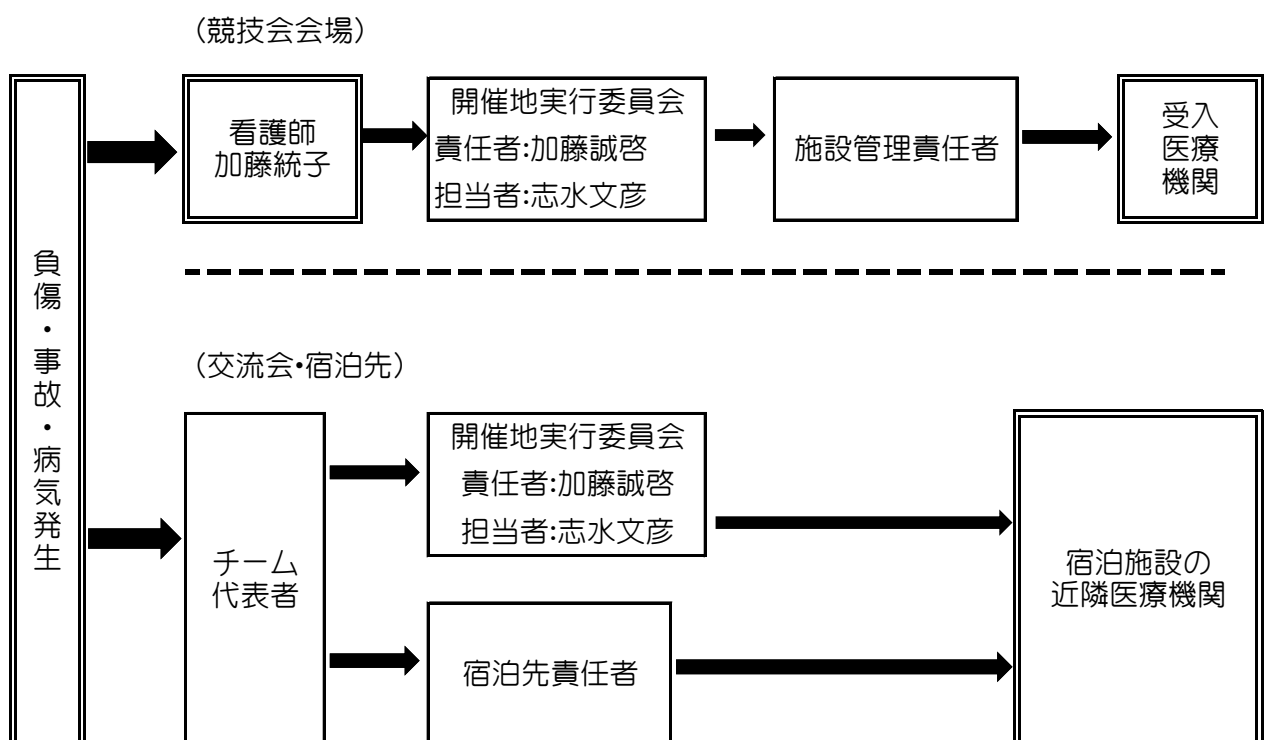 （競技会会場）
負傷・事故・病気発生
看護師
加藤統子
開催地実行委員会
責任者:加藤誠啓
担当者:志水文彦
施設管理責任者
受入
医療
機関
（交流会・宿泊先）
チーム
代表者
開催地実行委員会
責任者:加藤誠啓
担当者:志水文彦
宿泊先責任者
宿泊施設の
近隣医療機関